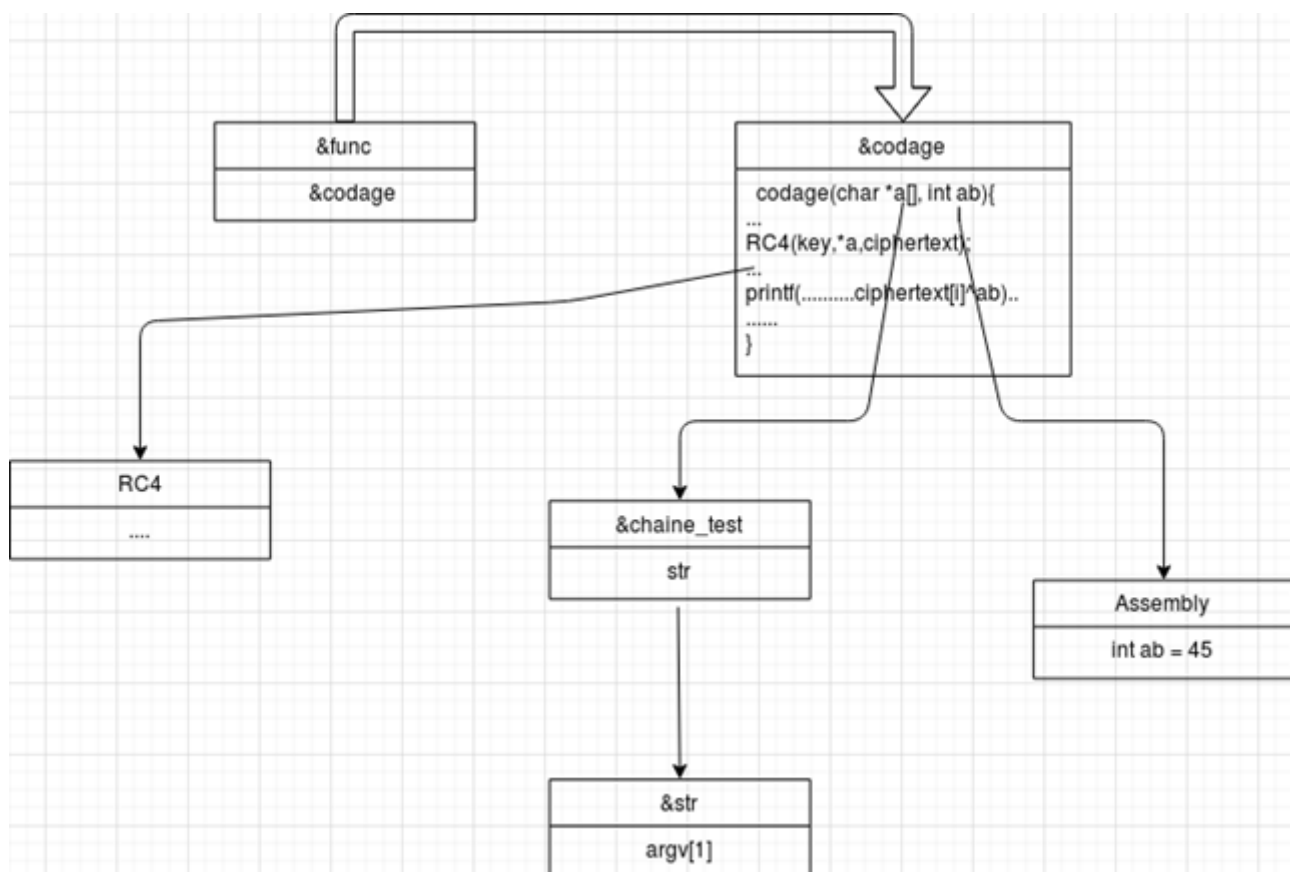 &func
&codage
&codage
codage(char *a[], int ab){
...
RC4(key,*a,ciphertext);
...
printf(..........ciphertext[i]^ab)..
......
}
RC4
....
&chaine_test
str
Assembly
int ab = 45
&str
argv[1]